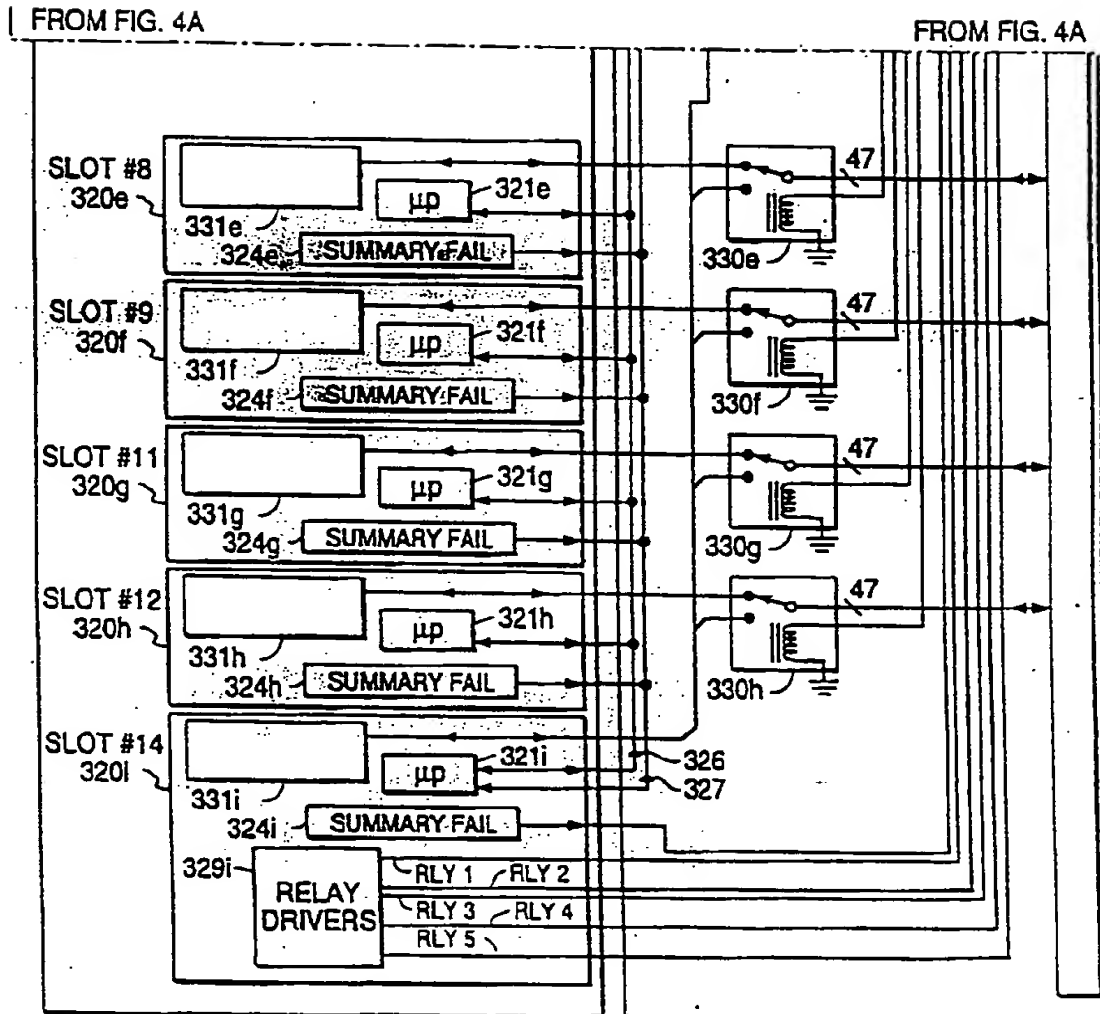 FROM FIG. 4A
FROM FIG. 4A
SLOT #8
320e
331e
µp
321e
324e
SUMMARY FAIL
47
330e
SLOT #9
320f
331f
µp
321f
324f
SUMMARY FAIL
47
330f
SLOT #11
320g
331g
µp
321g
324g
SUMMARY FAIL
47
330g
SLOT #12
320h
331h
µp
321h
324h
SUMMARY FAIL
47
330h
SLOT #14
320i
331i
µp
321i
326
327
324i
SUMMARY FAIL
329i
RELAY
DRIVERS
RLY 1
RLY 2
RLY 3
RLY 4
RLY 5